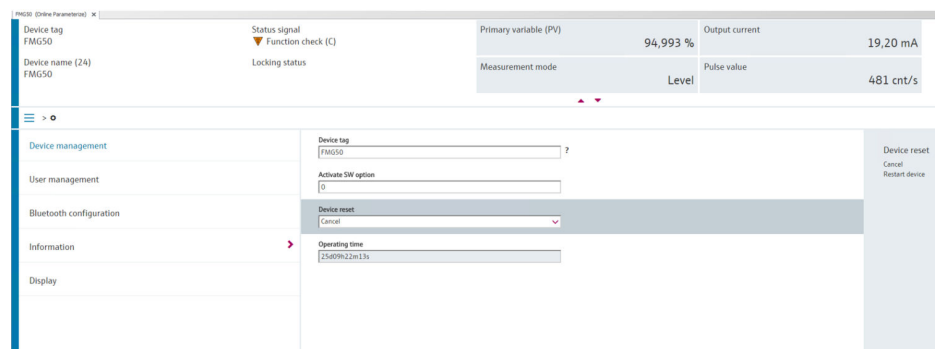 FMG50 (Online Parameterize) x
Device tag
FMG50
Status signal
Function check (C)
Primary variable (PV)
94,993 %
Output current
19,20 mA
Device name (24)
FMG50
Locking status
Measurement mode
Level
Pulse value
481 cnt/s
>
Device management
User management
Bluetooth configuration
Information
Display
Device tag
FMG50
?
Activate SW option
0
Device reset
Cancel
Operating time
25d09h22m13s
Device reset
Cancel
Restart device